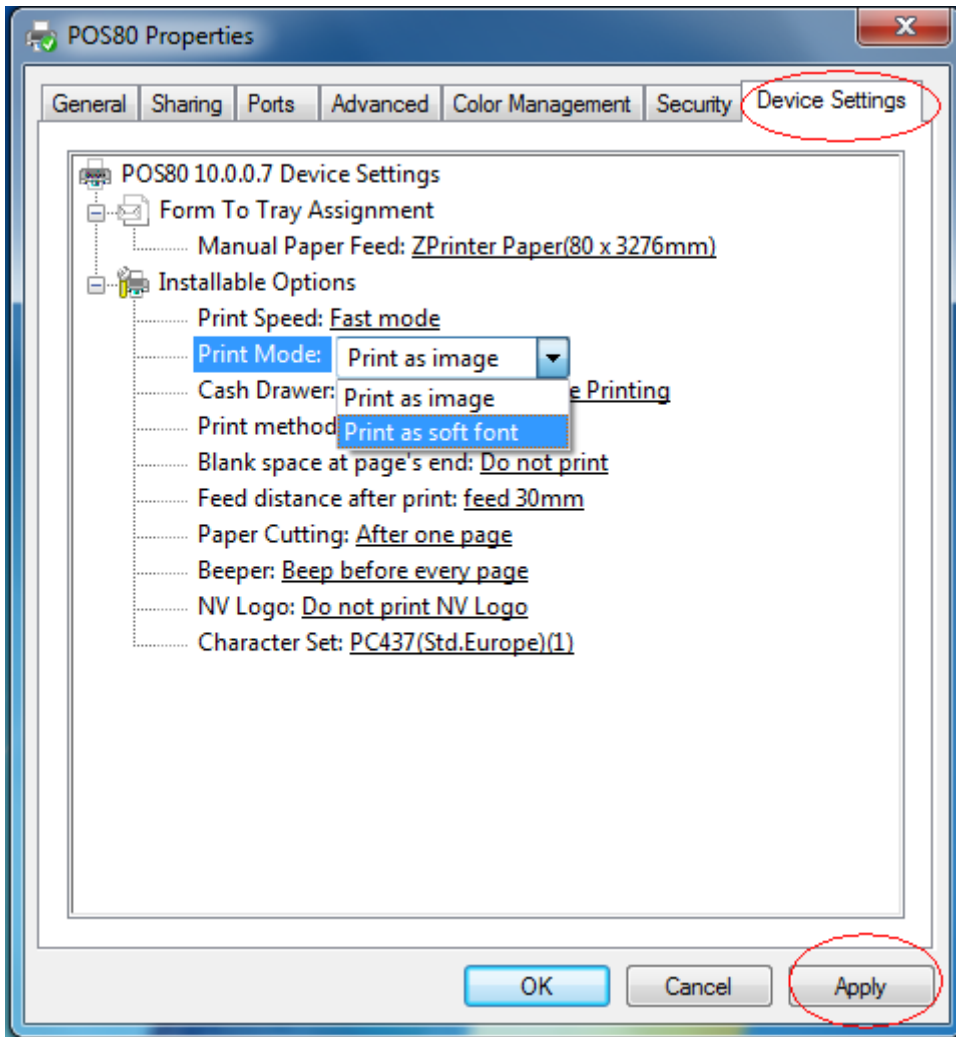 POS80 Properties
General Sharing Ports Advanced Color Management Security Device Settings
POS80 10.0.0.7 Device Settings
Form To Tray Assignment
Manual Paper Feed: ZPrinter Paper(80 x 3276mm)
Installable Options
Print Speed: Fast mode
Print Mode: Print as image
Cash Drawer: Print as image e Printing
Print method Print as soft font
Blank space at page's end: Do not print
Feed distance after print: feed 30mm
Paper Cutting: After one page
Beeper: Beep before every page
NV Logo: Do not print NV Logo
Character Set: PC437(Std.Europe)(1)
OK Cancel Apply